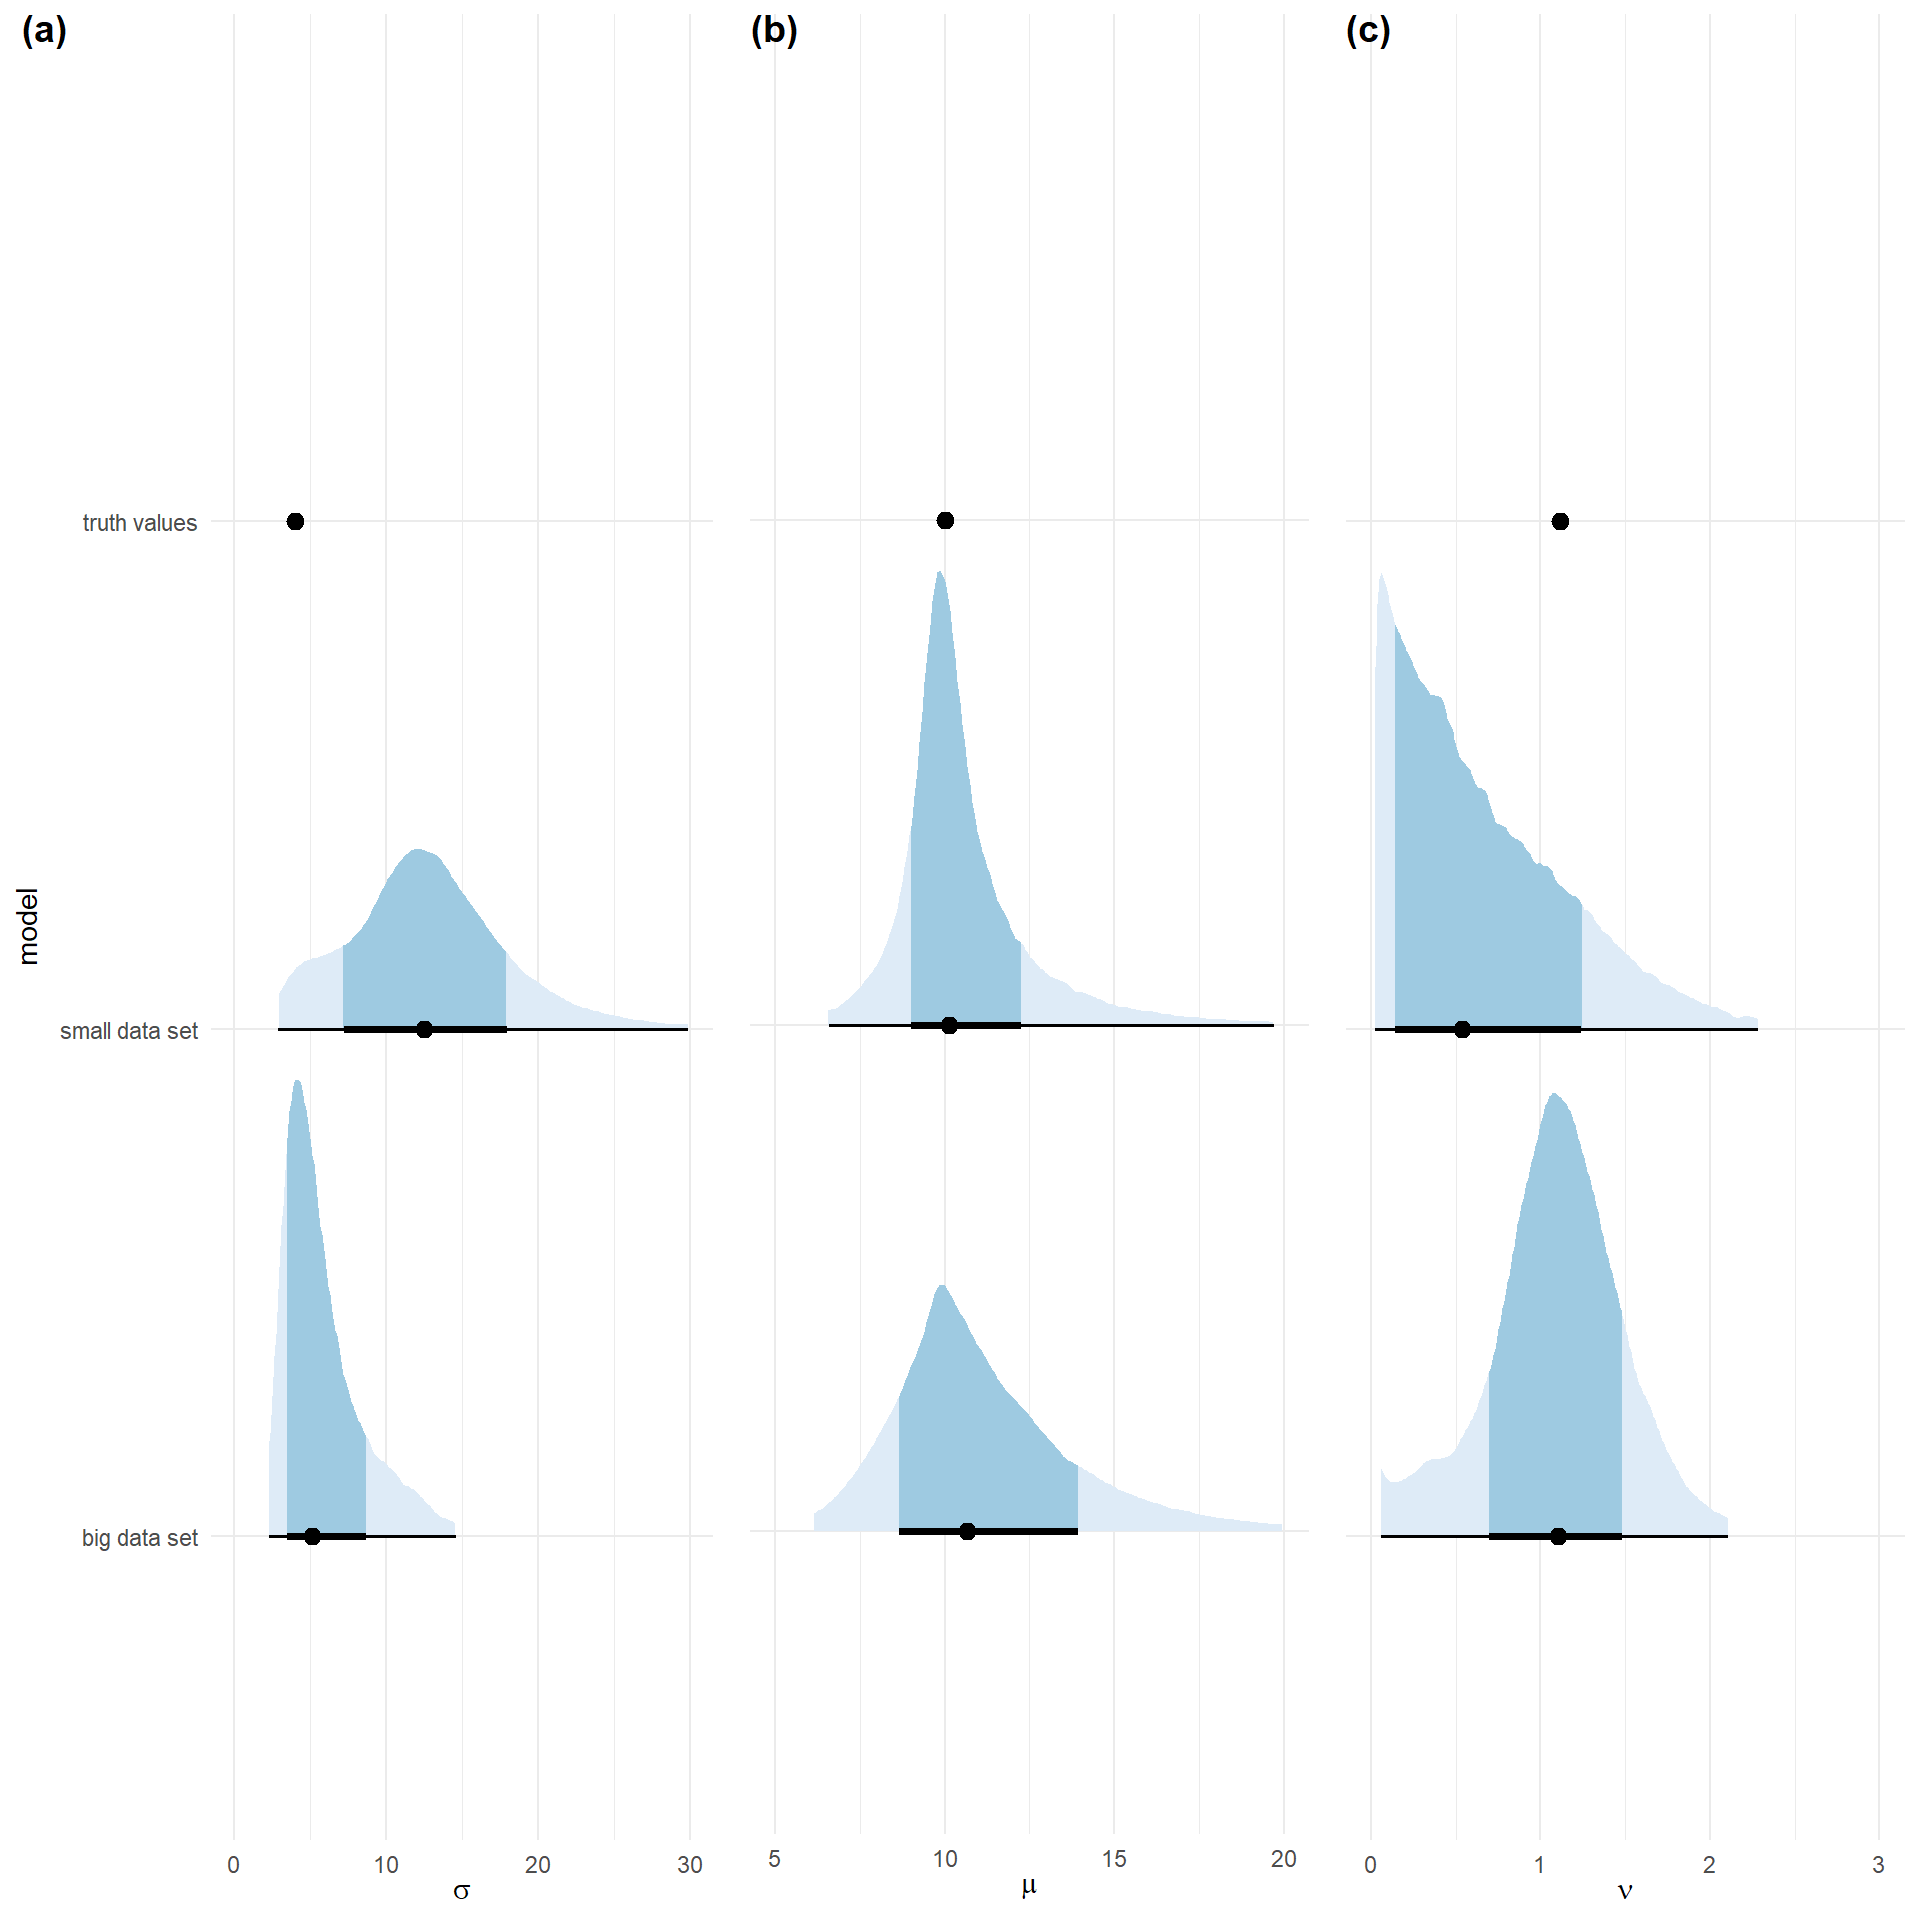 (a) (b) (c)
truth values
model
small data set
big data set
0 10 20 30 5 10 15 20 0 1 2 3
σ μ ν